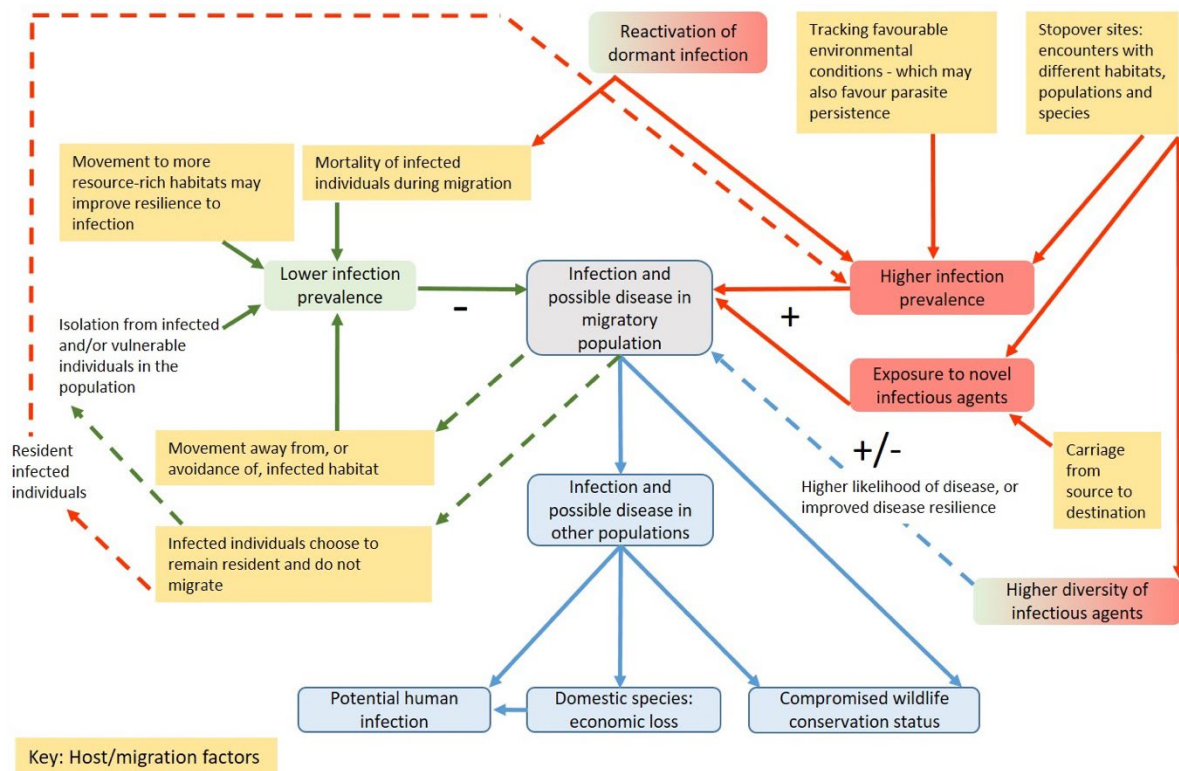 Reactivation of
dormant infection
Tracking favourable
environmental
conditions - which may
also favour parasite
persistence
Stopover sites:
encounters with
different habitats,
populations and
species
Movement to more
resource-rich habitats may
improve resilience to
infection
Mortality of infected
individuals during migration
Lower infection
prevalence
-
Infection and
possible disease in
migratory
population
+
Higher infection
prevalence
Isolation from infected
and/or vulnerable
individuals in the
population
Exposure to novel
infectious agents
Resident
infected
individuals
Movement away from, or
avoidance of, infected habitat
+/-
Higher likelihood of disease, or
improved disease resilience
Carriage
from
source to
destination
Infection and
possible disease in
other populations
Infected individuals choose to
remain resident and do not
migrate
Higher diversity of
infectious agents
Potential human
infection
Domestic species:
economic loss
Compromised wildlife
conservation status
Key: Host/migration factors